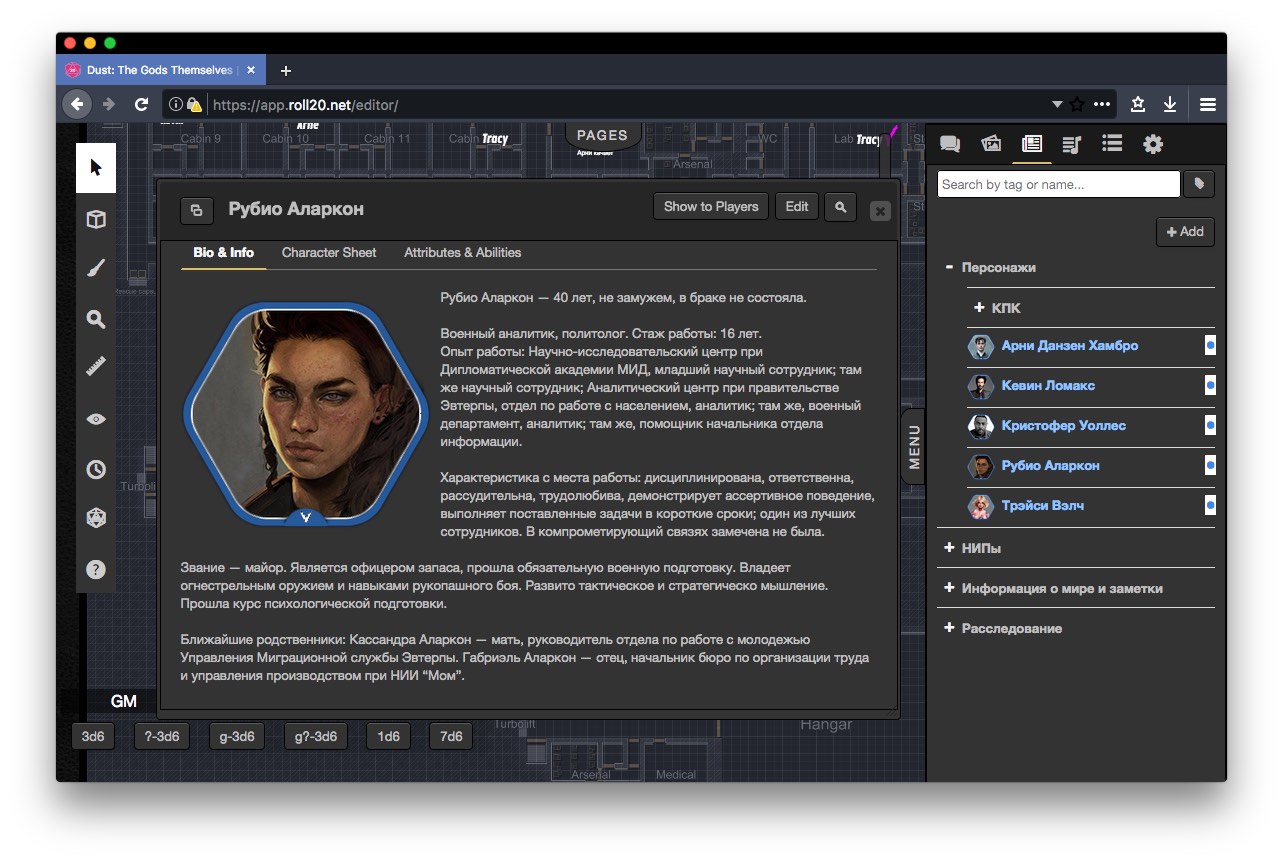 Dust: The Gods Themselves
https://app.roll20.net/editor/
Cabin 9
Cabin 10
Arne
Cabin 11
Cabin
Tracy
PAGES
WC
Lab
Tracy
Arsenal
Рубио Аларкон
Show to Players
Edit
Bio & Info
Character Sheet
Attributes & Abilities
Рубио Аларкон — 40 лет, не замужем, в браке не состояла.
Военный аналитик, политолог. Стаж работы: 16 лет.
Опыт работы: Научно-исследовательский центр при
Дипломатической академии МИД, младший научный сотрудник; там
же научный сотрудник; Аналитический центр при правительстве
Эвтерпы, отдел по работе с населением, аналитик; там же, военный
департамент, аналитик; там же, помощник начальника отдела
информации.
Характеристика с места работы: дисциплинирована, ответственна,
рассудительна, трудолюбива, демонстрирует ассертивное поведение,
выполняет поставленные задачи в короткие сроки; один из лучших
сотрудников. В компрометирующий связях замечена не была.
Звание — майор. Является офицером запаса, прошла обязательную военную подготовку. Владеет
огнестрельным оружием и навыками рукопашного боя. Развито тактическое и стратегическо мышление.
Прошла курс психологической подготовки.
Ближайшие родственники: Кассандра Аларкон — мать, руководитель отдела по работе с молодежью
Управления Миграционной службы Эвтерпы. Габриэль Аларкон — отец, начальник бюро по организации труда
и управления производством при НИИ “Мом”.
MENU
Search by tag or name...
Add
Персонажи
КПК
Арни Данзен Хамбро
Кевин Ломакс
Кристофер Уоллес
Рубио Аларкон
Трэйси Вэлч
НИПы
Информация о мире и заметки
Расследование
GM
3d6
?-3d6
g-3d6
g?-3d6
1d6
7d6
Turbolift
Hangar
Arsenal
Medical